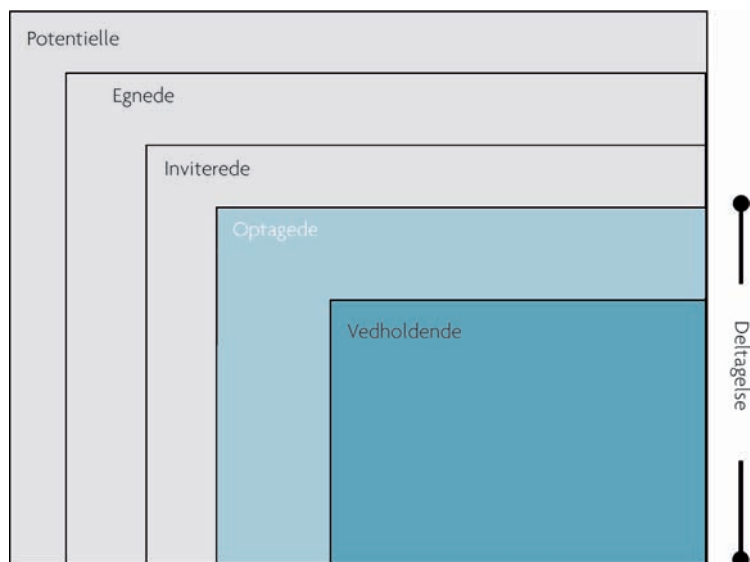 Potentielle
Egnede
Inviterede
Optagede
Vedholdende
Deltagelse